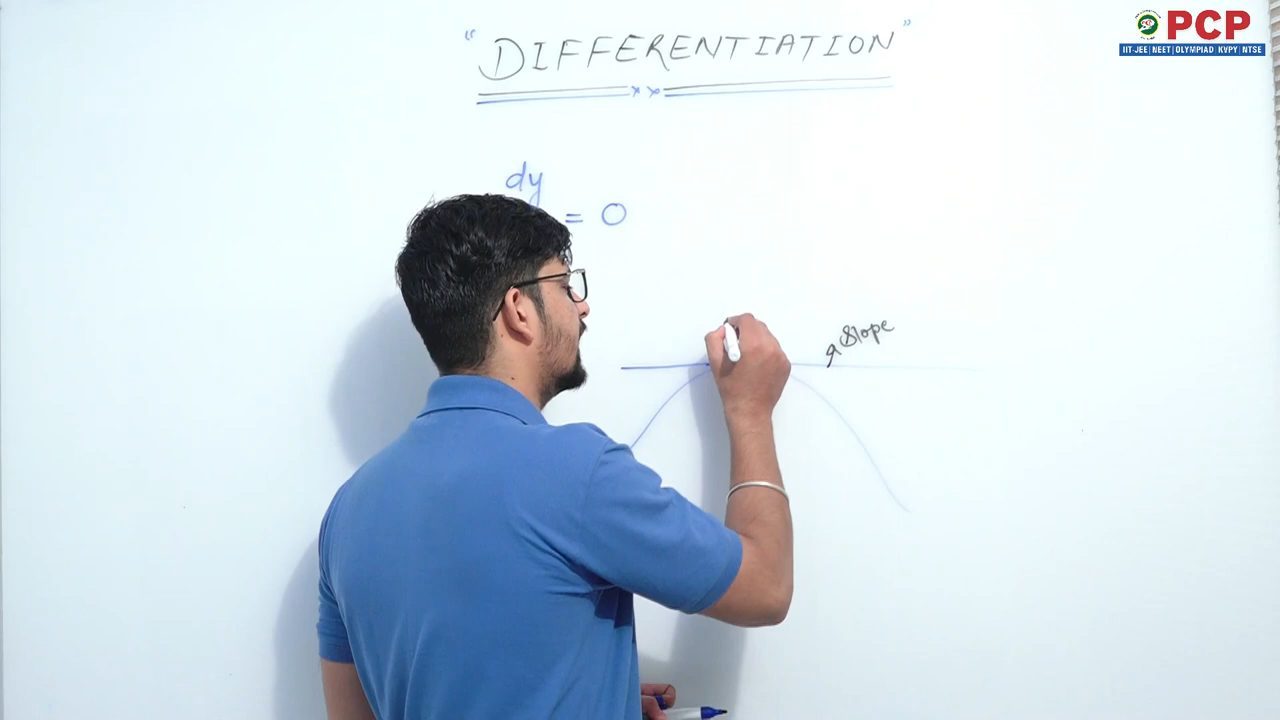 PCP
IIT-JEE | NEET | OLYMPIAD KVPY | NTSE
“ DIFFERENTIATION ”
dy
= 0
Slope